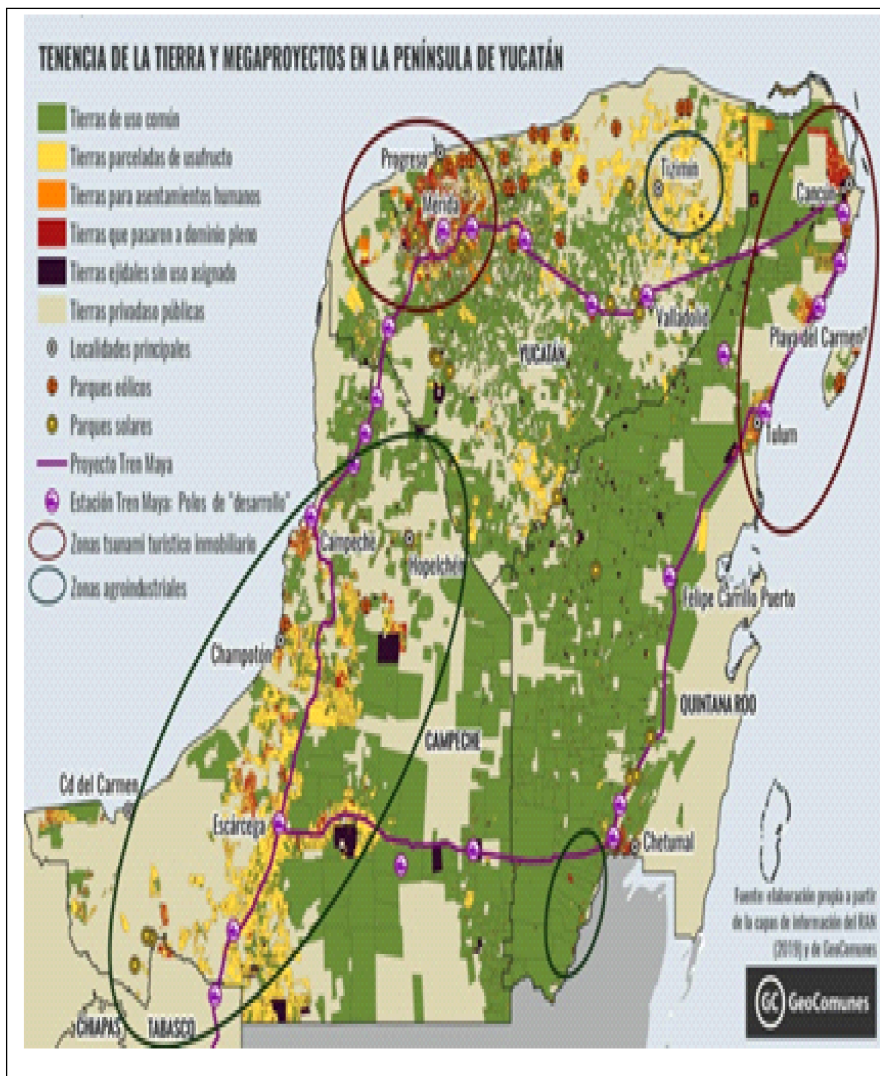 TENENCIA DE LA TIERRA Y MEGAPROYECTOS EN LA PENÍNSULA DE YUCATÁN
Tierras de uso común
Tierras parceladas de usufructo
Tierras para asentamientos humanos
Tierras que pasaron a dominio pleno
Tierras ejidales sin uso asignado
Tierras privadaso públicas
Localidades principales
Parques eólicos
Parques solares
Proyecto Tren Maya
Estación Tren Maya: Polos de "desarrollo"
Zonas tsunami turístico inmobiliario
Zonas agroindustriales
Progreso
Mérida
Tizimín
Cancún
Valladolid
YUCATÁN
Playa del Carmen
Tulum
Campeche
Hopelchén
Felipe Carrillo Puerto
Champotón
QUINTANA ROO
CAMPECHE
Cd del Carmen
Escárcega
Chetumal
CHIAPAS
TABASCO
Fuente: elaboración propia a partir
de la capas de información del RAN
(2019) y de GeoComunes
GC GeoComunes